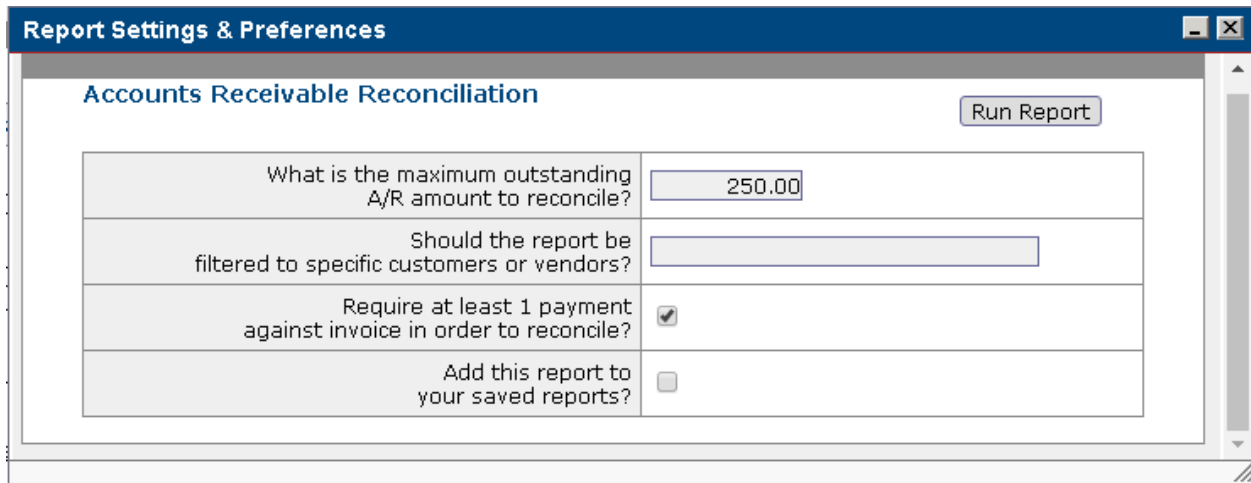 Report Settings & Preferences
Accounts Receivable Reconciliation
Run Report
What is the maximum outstanding
A/R amount to reconcile?
250.00
Should the report be
filtered to specific customers or vendors?
Require at least 1 payment
against invoice in order to reconcile?
Add this report to
your saved reports?